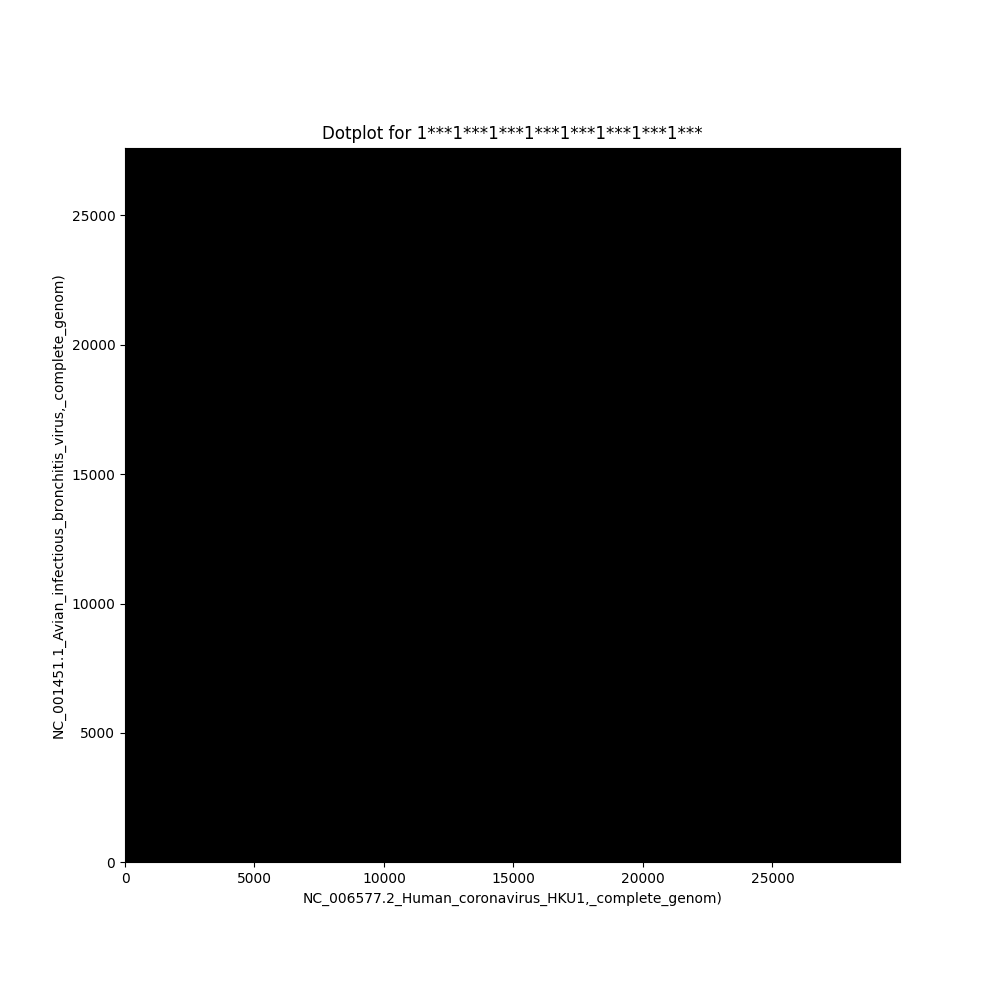 Dotplot for 1***1***1***1***1***1***1***1***
25000
20000
15000
10000
5000
0
NC_001451.1_Avian_infectious_bronchitis_virus,_complete_genom)
0 5000 10000 15000 20000 25000
NC_006577.2_Human_coronavirus_HKU1,_complete_genom)